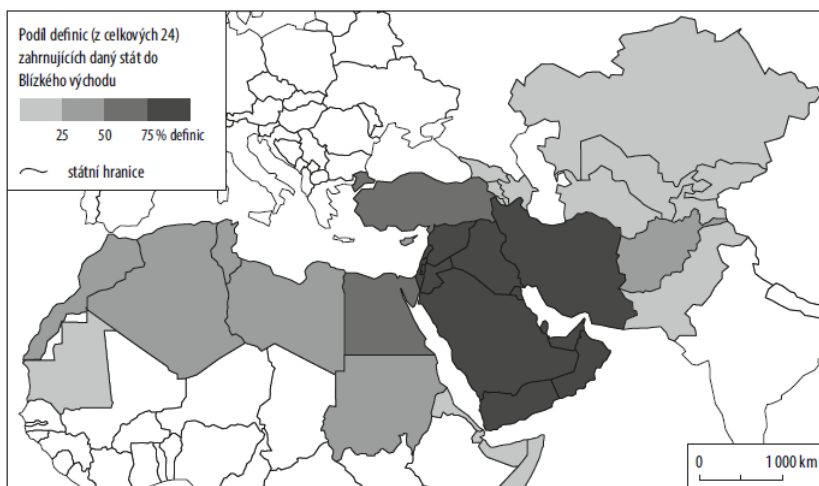 Podíl definic (z celkových 24)
zahrnujících daný stát do
Blízkého východu
25 50 75 % definic
státní hranice
0 1 000 km